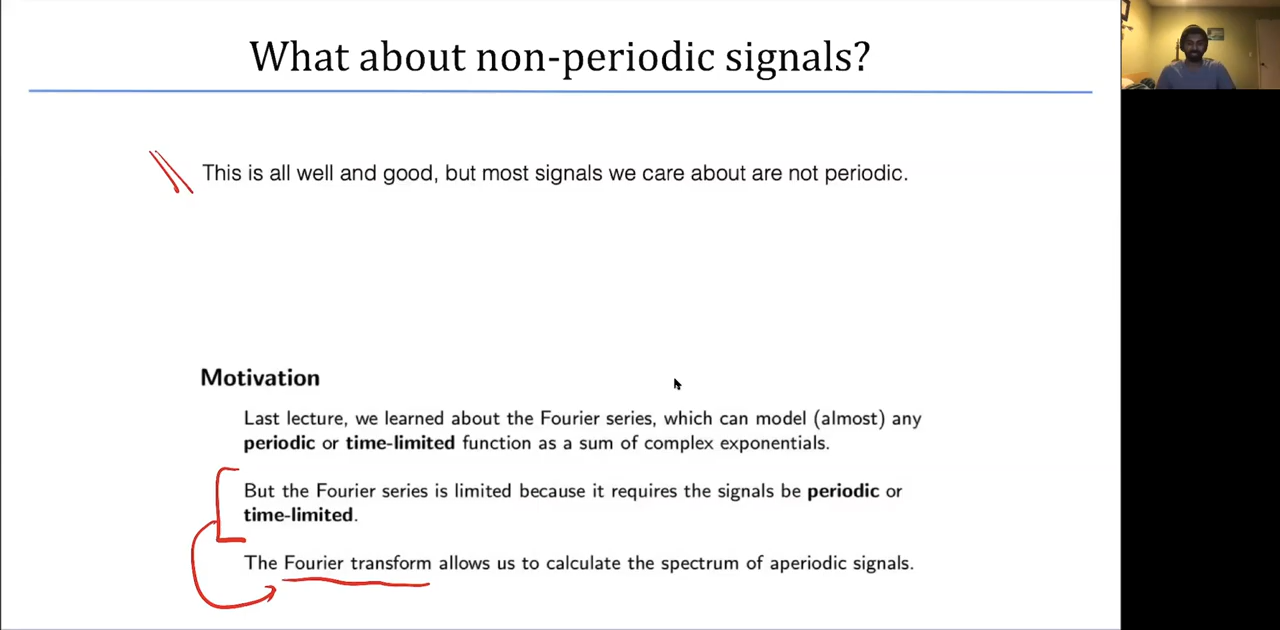 What about non-periodic signals?
This is all well and good, but most signals we care about are not periodic.
Motivation
Last lecture, we learned about the Fourier series, which can model (almost) any
periodic or time-limited function as a sum of complex exponentials.
But the Fourier series is limited because it requires the signals be periodic or
time-limited.
The Fourier transform allows us to calculate the spectrum of aperiodic signals.